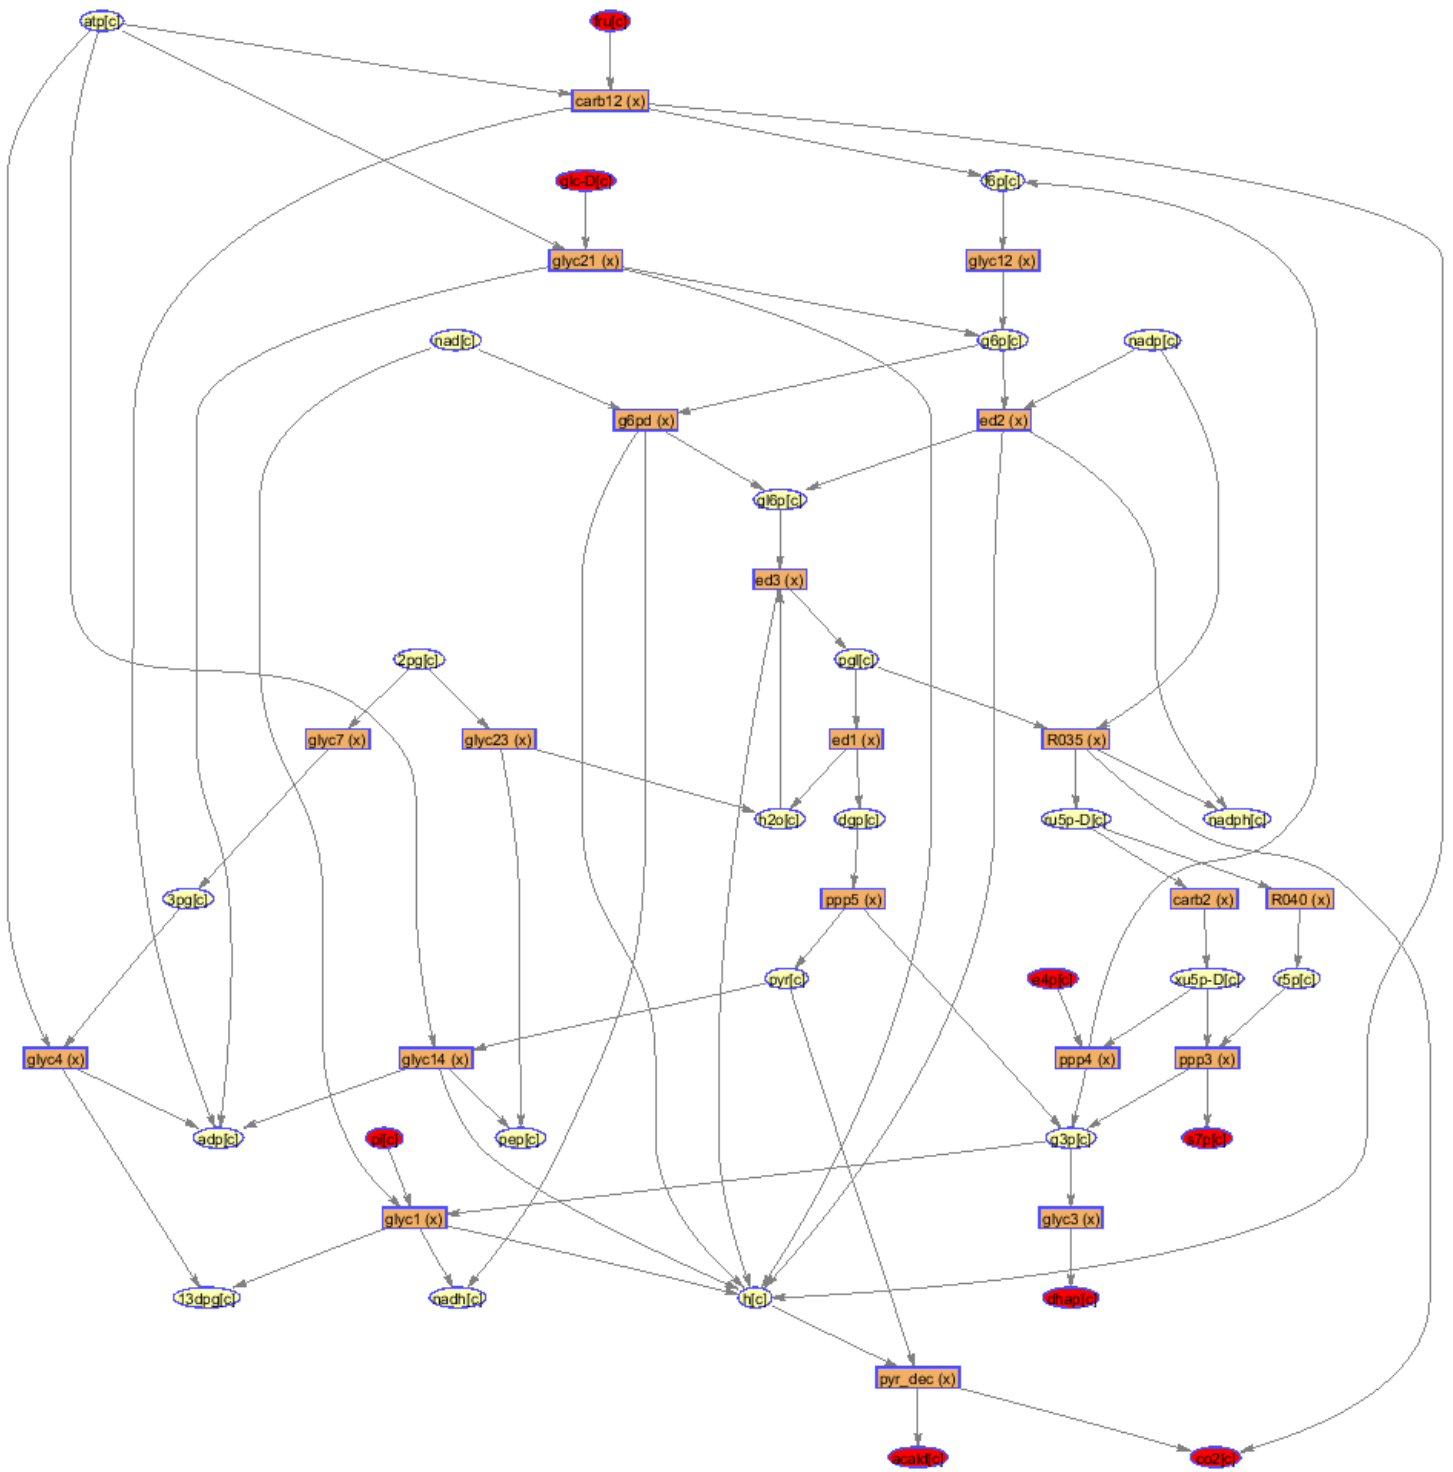 atp[c] fru[c]
carb12 (x)
glc-D[c] f6p[c]
glyc21 (x) glyc12 (x)
nad[c] g6p[c] nadp[c]
g6pd (x) ed2 (x)
gl6p[c]
ed3 (x)
2pg[c] pgl[c]
glyc7 (x) glyc23 (x) ed1 (x) R035 (x)
h2o[c] dgp[c] ru5p-D[c] nadph[c]
3pg[c] ppp5 (x) carb2 (x) R040 (x)
pyr[c] e4p[c] xu5p-D[c] r5p[c]
glyc4 (x) glyc14 (x) ppp4 (x) ppp3 (x)
adp[c] pi[c] pep[c] g3p[c] s7p[c]
glyc1 (x) glyc3 (x)
13dpg[c] nadh[c] h[c] dhap[c]
pyr_dec (x)
acald[c] co2[c]